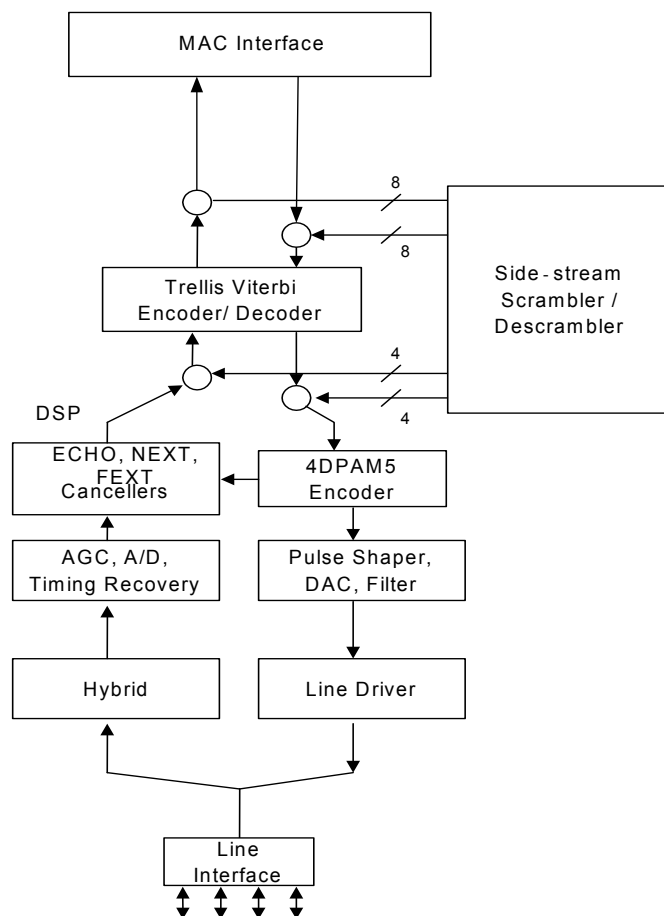 MAC Interface
8
8
Side-stream
Scrambler /
Descrambler
Trellis Viterbi
Encoder/ Decoder
4
4
DSP
ECHO, NEXT,
FEXT
Cancellers
4DPAM5
Encoder
AGC, A/D,
Timing Recovery
Pulse Shaper,
DAC, Filter
Hybrid
Line Driver
Line
Interface